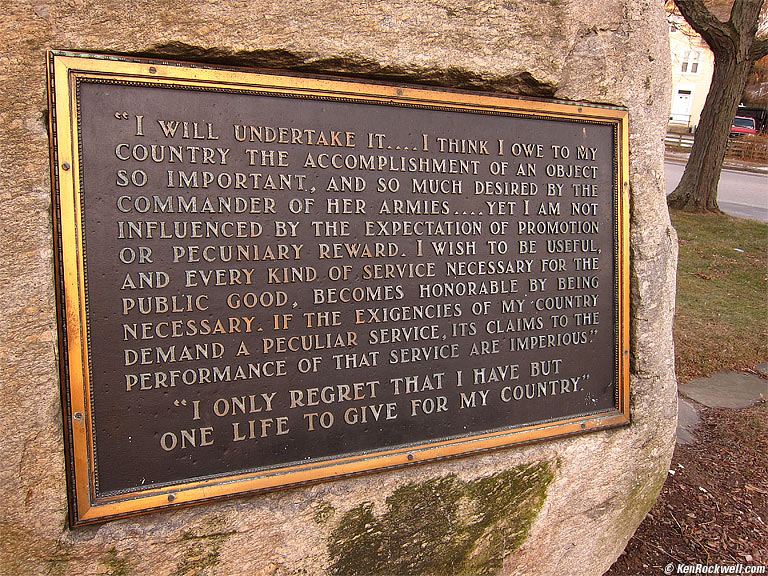 “I WILL UNDERTAKE IT....I THINK I OWE TO MY
COUNTRY THE ACCOMPLISHMENT OF AN OBJECT
SO IMPORTANT, AND SO MUCH DESIRED BY THE
COMMANDER OF HER ARMIES....YET I AM NOT
INFLUENCED BY THE EXPECTATION OF PROMOTION
OR PECUNIARY REWARD. I WISH TO BE USEFUL,
AND EVERY KIND OF SERVICE NECESSARY FOR THE
PUBLIC GOOD, BECOMES HONORABLE BY BEING
NECESSARY. IF THE EXIGENCIES OF MY COUNTRY
DEMAND A PECULIAR SERVICE, ITS CLAIMS TO THE
PERFORMANCE OF THAT SERVICE ARE IMPERIOUS.”
“I ONLY REGRET THAT I HAVE BUT
ONE LIFE TO GIVE FOR MY COUNTRY.”
© KenRockwell.com